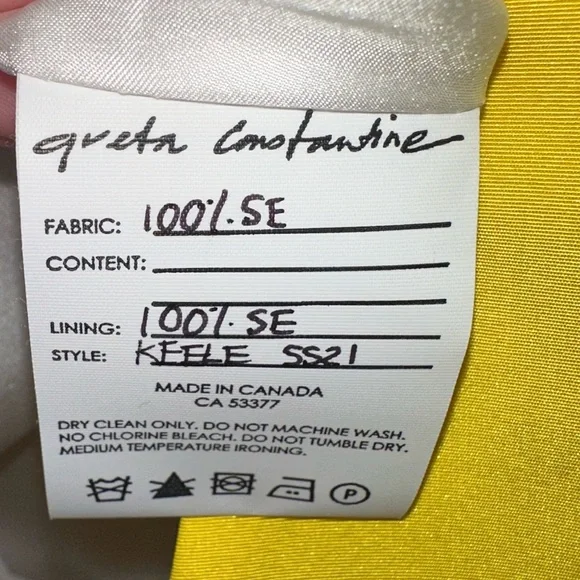 greta constantine
FABRIC: 100%. SE
CONTENT:
LINING: 100%. SE
STYLE: KEELE SS21
MADE IN CANADA
CA 53377
DRY CLEAN ONLY. DO NOT MACHINE WASH.
NO CHLORINE BLEACH. DO NOT TUMBLE DRY.
MEDIUM TEMPERATURE IRONING.
P